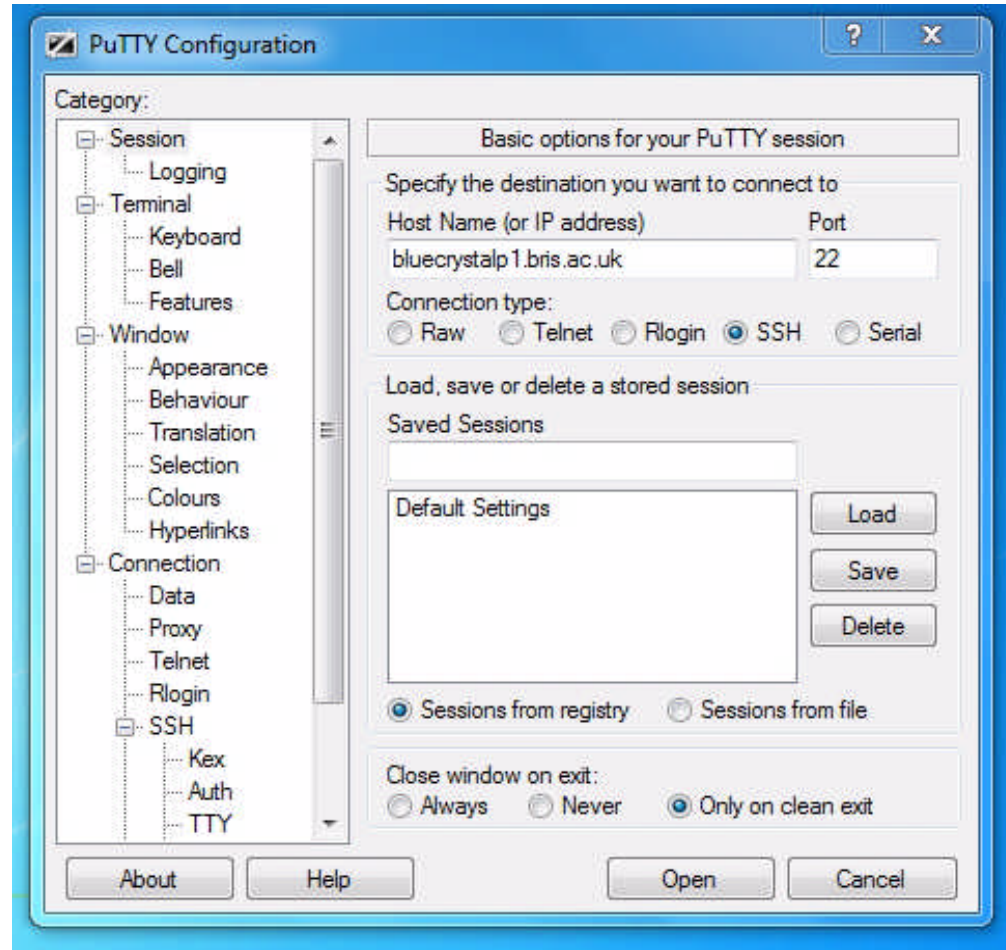 PuTTY Configuration
? X
Category:
Session
Logging
Terminal
Keyboard
Bell
Features
Window
Appearance
Behaviour
Translation
Selection
Colours
Hyperlinks
Connection
Data
Proxy
Telnet
Rlogin
SSH
Kex
Auth
TTY
Basic options for your PuTTY session
Specify the destination you want to connect to
Host Name (or IP address) Port
bluecrystalp1.bris.ac.uk 22
Connection type:
Raw Telnet Rlogin SSH Serial
Load, save or delete a stored session
Saved Sessions
Default Settings
Load
Save
Delete
Sessions from registry Sessions from file
Close window on exit:
Always Never Only on clean exit
About Help Open Cancel